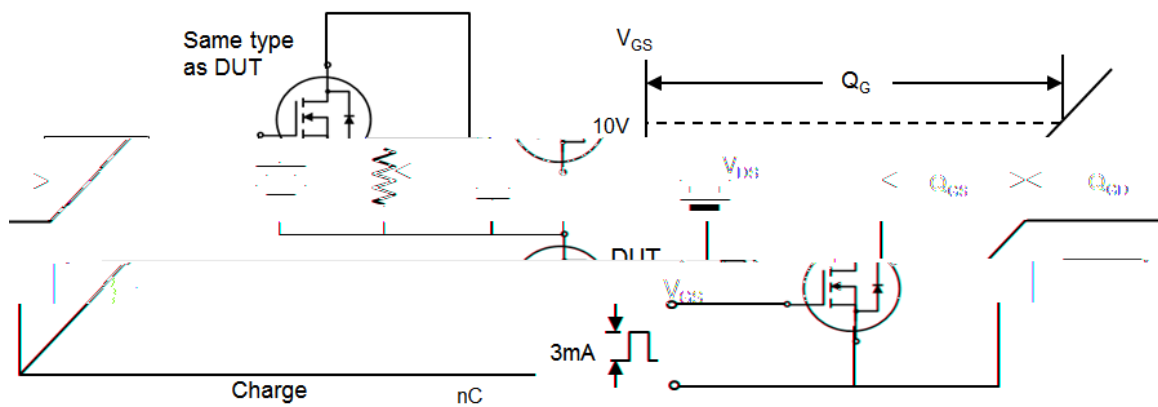 Same type
as DUT
VGS
QG
10V
VDS
QGS
QGD
DUT
VGS
3mA
Charge
nC